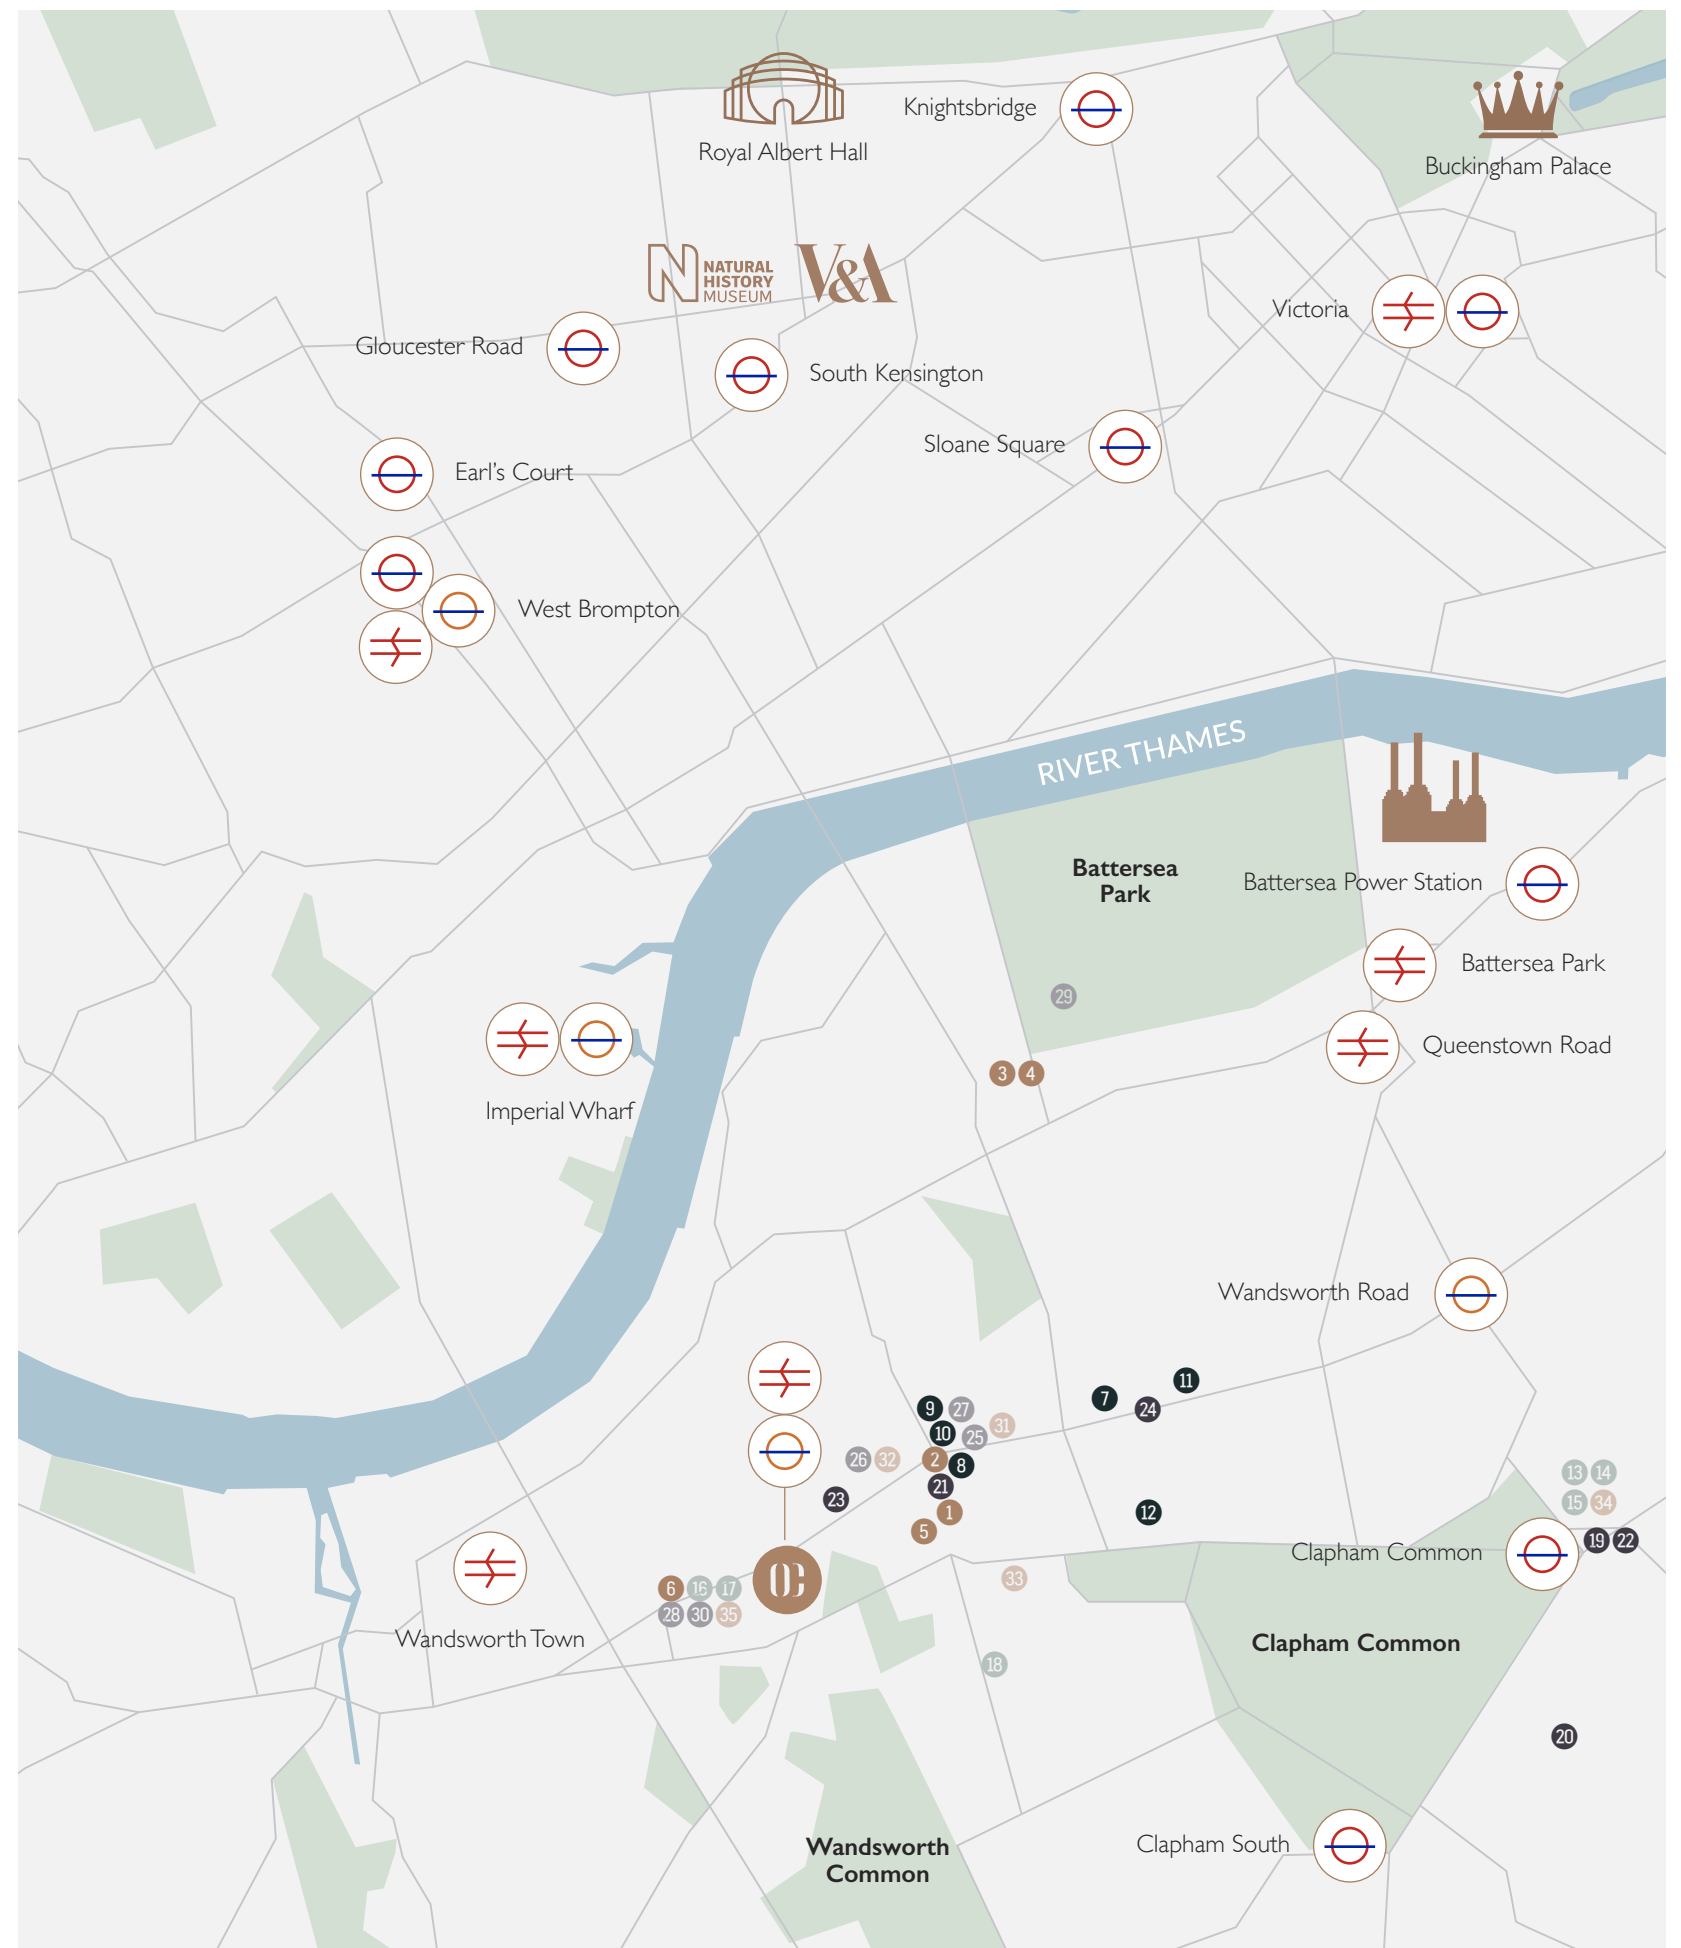 Knightsbridge
Royal Albert Hall
Buckingham Palace
NATURAL
HISTORY
MUSEUM
V&A
Victoria
Gloucester Road
South Kensington
Sloane Square
Earl's Court
West Brompton
RIVER THAMES
Battersea
Park
Battersea Power Station
Battersea Park
29
Queenstown Road
3 4
Imperial Wharf
Wandsworth Road
11
7
24
9 27
31
10 25
26 32 2 8
21
23
1
5
12
13 14
15 34
19 22
Clapham Common
OC
33
6 16 17
28 30 35
Wandsworth Town
Clapham Common
18
20
Clapham South
Wandsworth
Common